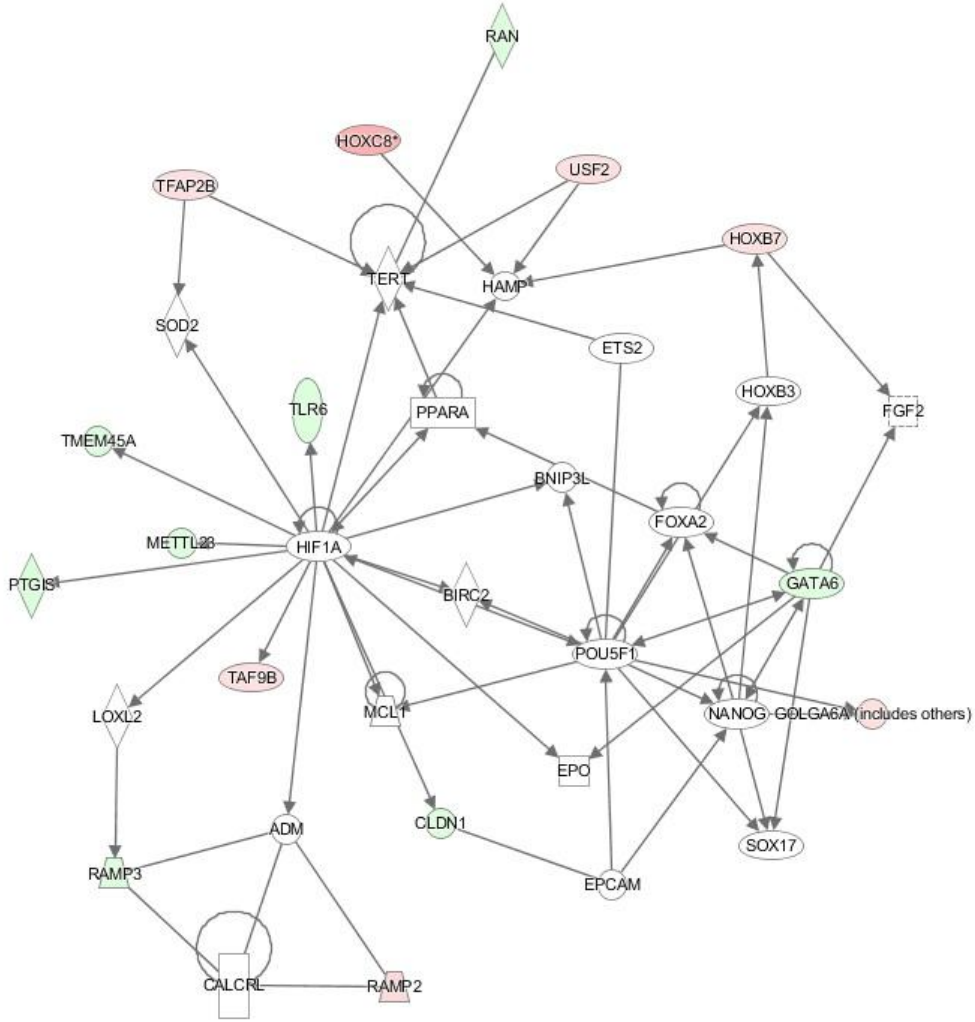 RAN
HOXC8*
USF2
TFAP2B
HOXB7
TERT
HAMP
SOD2
ETS2
HOXB3
TLR6
PPARA
FGF2
TMEM45A
BNIP3L
FOXA2
METTL23
HIF1A
PTGIS
BIRC2
GATA6
POU5F1
TAF9B
LOXL2
MCL1
NANOG
GOLGA6A (includes others)
EPO
CLDN1
ADM
SOX17
RAMP3
EPCAM
CALCRL
RAMP2